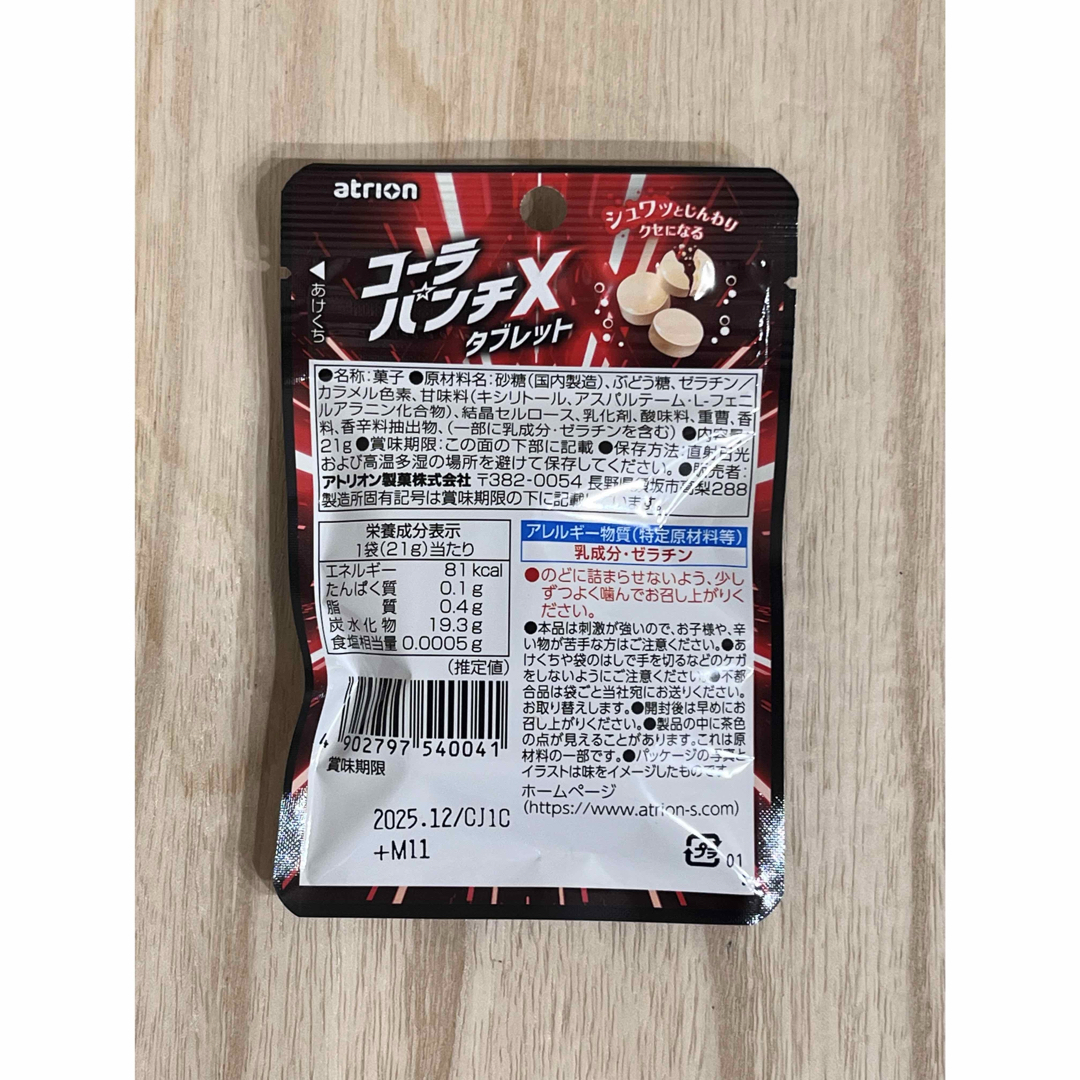 atrion
シュワッとじんわり
クセになる
◀あけくち
コーラ
パンチX
タブレット
●名称:菓子 ●原材料名:砂糖(国内製造)、ぶどう糖、ゼラチン/
カラメル色素、甘味料(キシリトール、アスパルテーム・L-フェニ
ルアラニン化合物)、結晶セルロース、乳化剤、酸味料、重曹、香
料、香辛料抽出物、(一部に乳成分・ゼラチンを含む) ●内容量:
21g ●賞味期限:この面の下部に記載 ●保存方法:直射日光
および高温多湿の場所を避けて保存してください。●販売者:
アトリオン製菓株式会社 〒382-0054 長野県須坂市高梨288
製造所固有記号は賞味期限の下に記載しています。
栄養成分表示
1袋(21g)当たり
エネルギー 81kcal
たんぱく質 0.1g
脂質 0.4g
炭水化物 19.3g
食塩相当量 0.0005g
(推定値)
4 902797 540041
賞味期限
2025.12/CJ1C
+M11
アレルギー物質(特定原材料等)
乳成分・ゼラチン
●のどに詰まらせないよう、少し
ずつよく噛んでお召し上がりく
ださい。
●本品は刺激が強いので、お子様や、辛
い物が苦手な方はご注意ください。●あ
けくちや袋のはしで手を切るなどのケガ
をしないようにご注意ください。●不都
合品は袋ごと当社宛にお送りください。
お取り替えします。●開封後は早めにお
召し上がりください。●製品の中に茶色
の点が見えることがあります。これは原
材料の一部です。●パッケージの写真と
イラストは味をイメージしたものです。
ホームページ
(https://www.atrion-s.com)
プラ 01